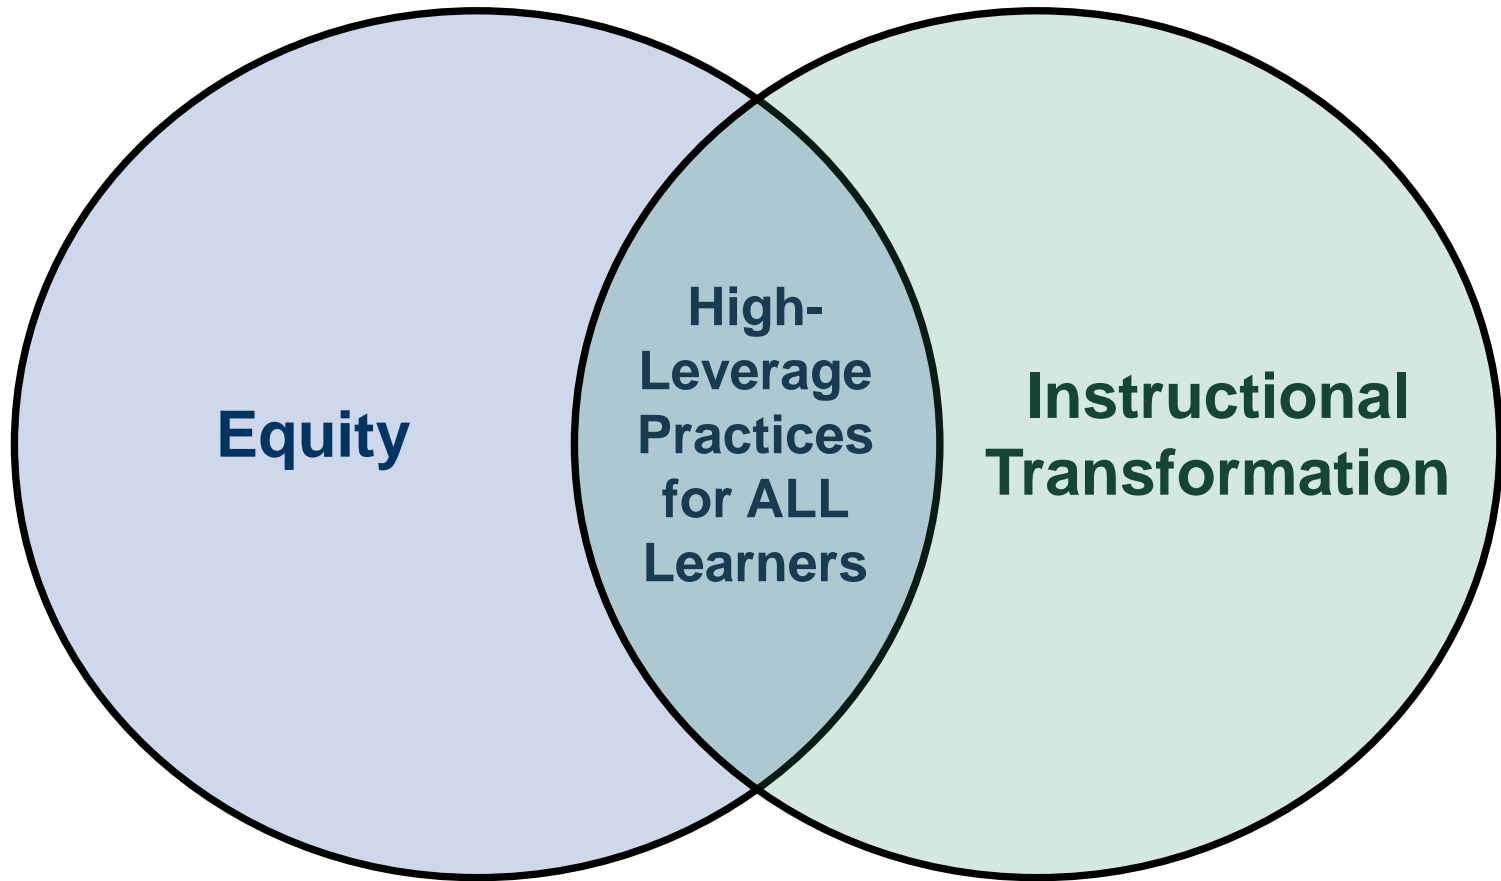 Equity
High-
Leverage
Practices
for ALL
Learners
Instructional
Transformation